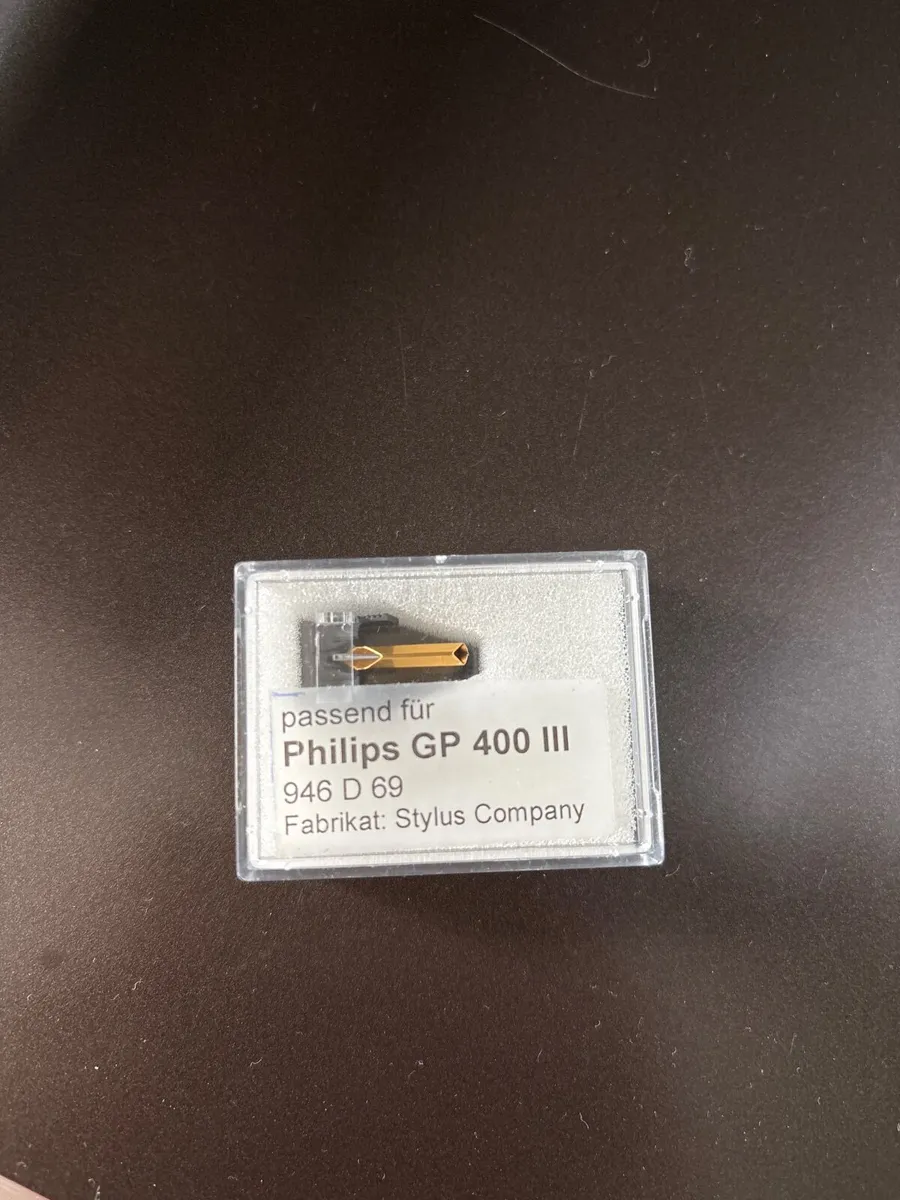 passend für
Philips GP 400 III
946 D 69
Fabrikat: Stylus Company